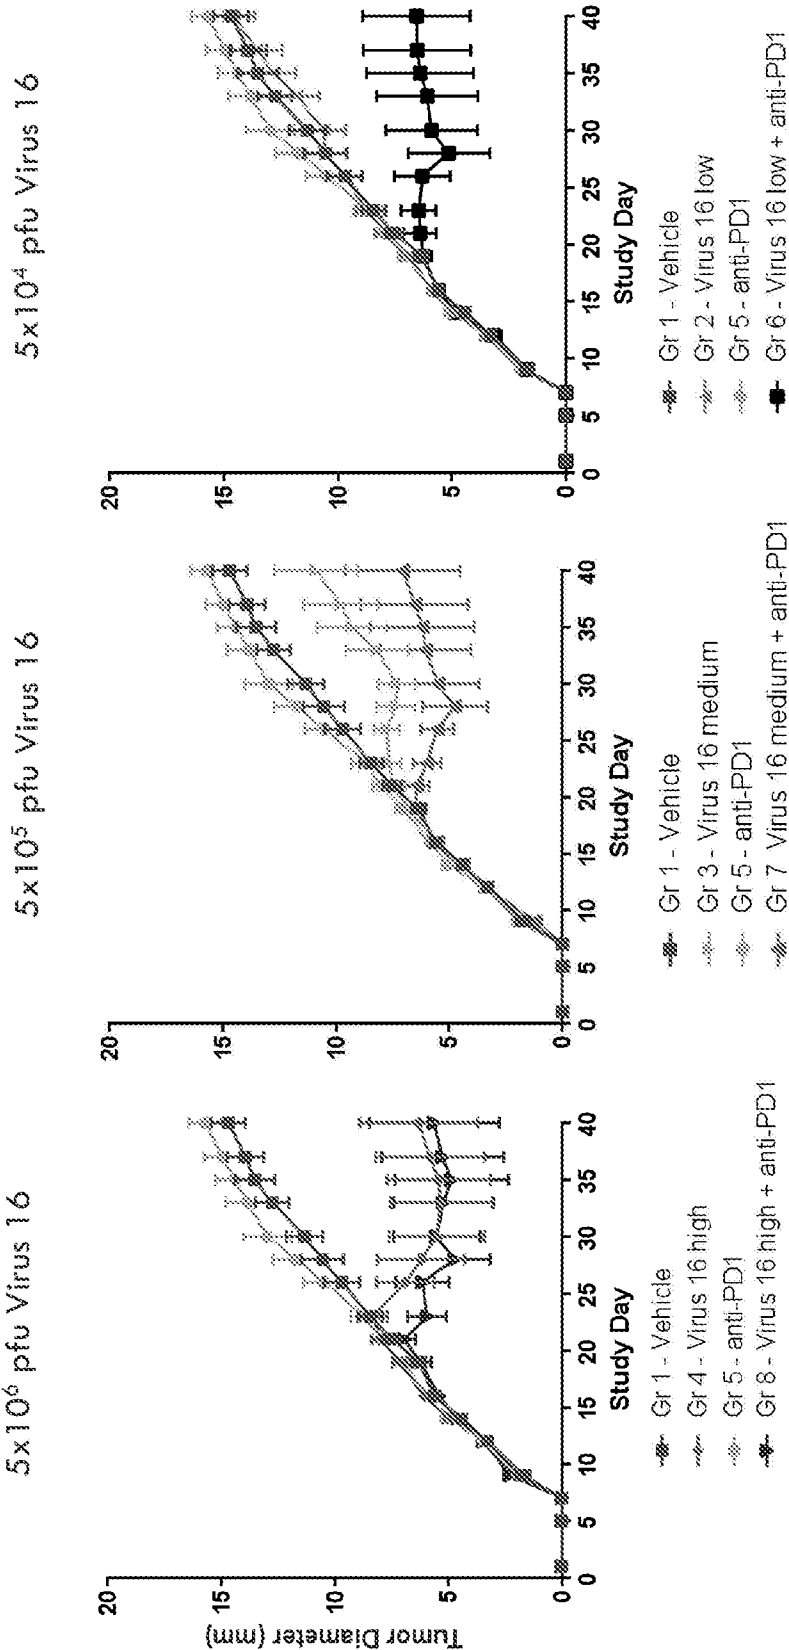 5x10⁶ pfu Virus 16
Tumor Diameter (mm)
20
15
10
5
0
0 5 10 15 20 25 30 35 40
Study Day
Gr 1 - Vehicle
Gr 4 - Virus 16 high
Gr 5 - anti-PD1
Gr 8 - Virus 16 high + anti-PD1
5x10⁵ pfu Virus 16
20
15
10
5
0
0 5 10 15 20 25 30 35 40
Study Day
Gr 1 - Vehicle
Gr 3 - Virus 16 medium
Gr 5 - anti-PD1
Gr 7 Virus 16 medium + anti-PD1
5x10⁴ pfu Virus 16
20
15
10
5
0
0 5 10 15 20 25 30 35 40
Study Day
Gr 1 - Vehicle
Gr 2 - Virus 16 low
Gr 5 - anti-PD1
Gr 6 - Virus 16 low + anti-PD1